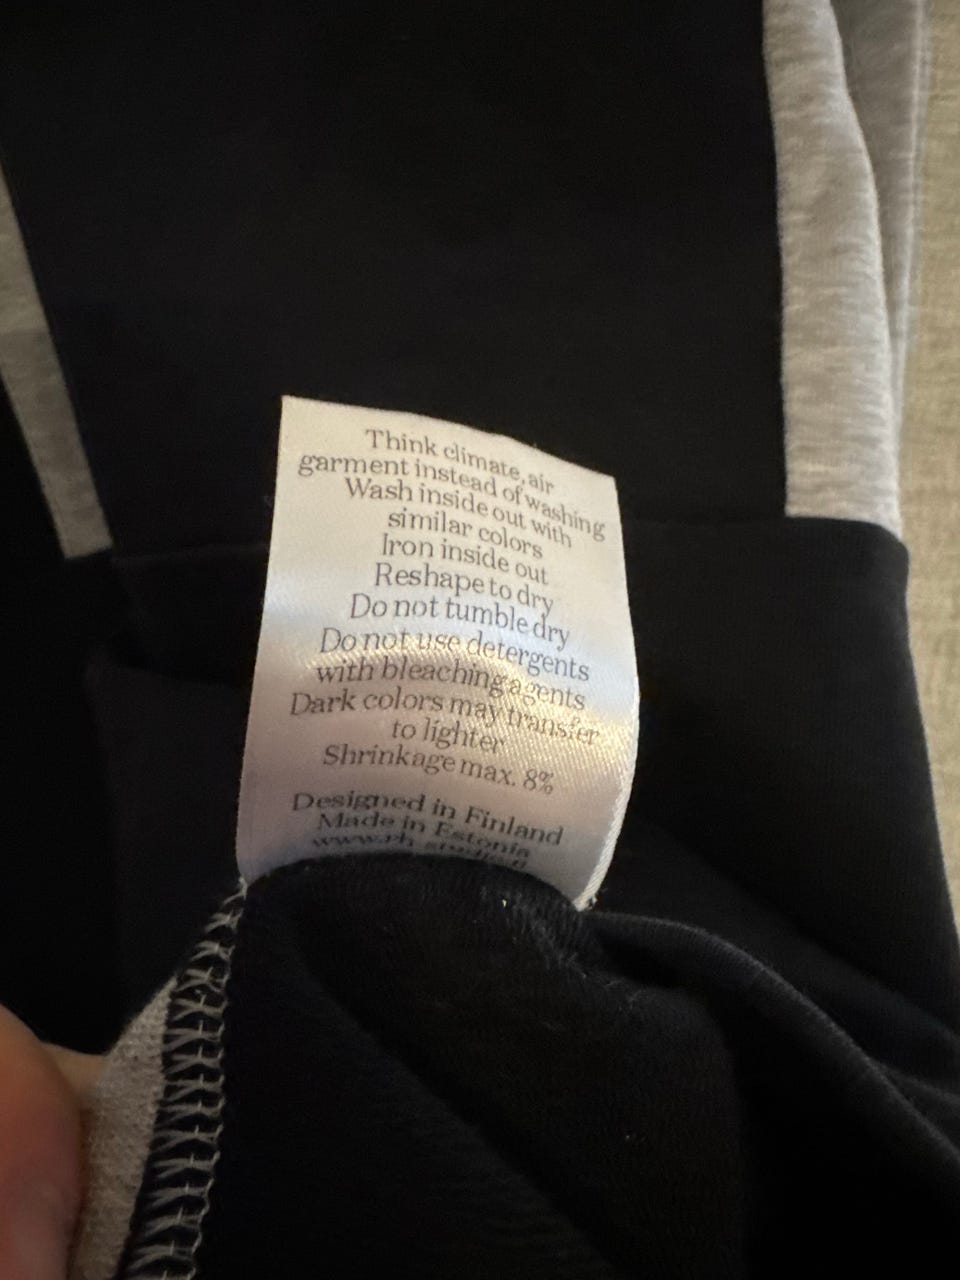 Think climate, air
garment instead of washing
Wash inside out with
similar colors
Iron inside out
Reshape to dry
Do not tumble dry
Do not use detergents
with bleaching agents
Dark colors may transfer
to lighter
Shrinkage max. 8%
Designed in Finland
Made in Estonia